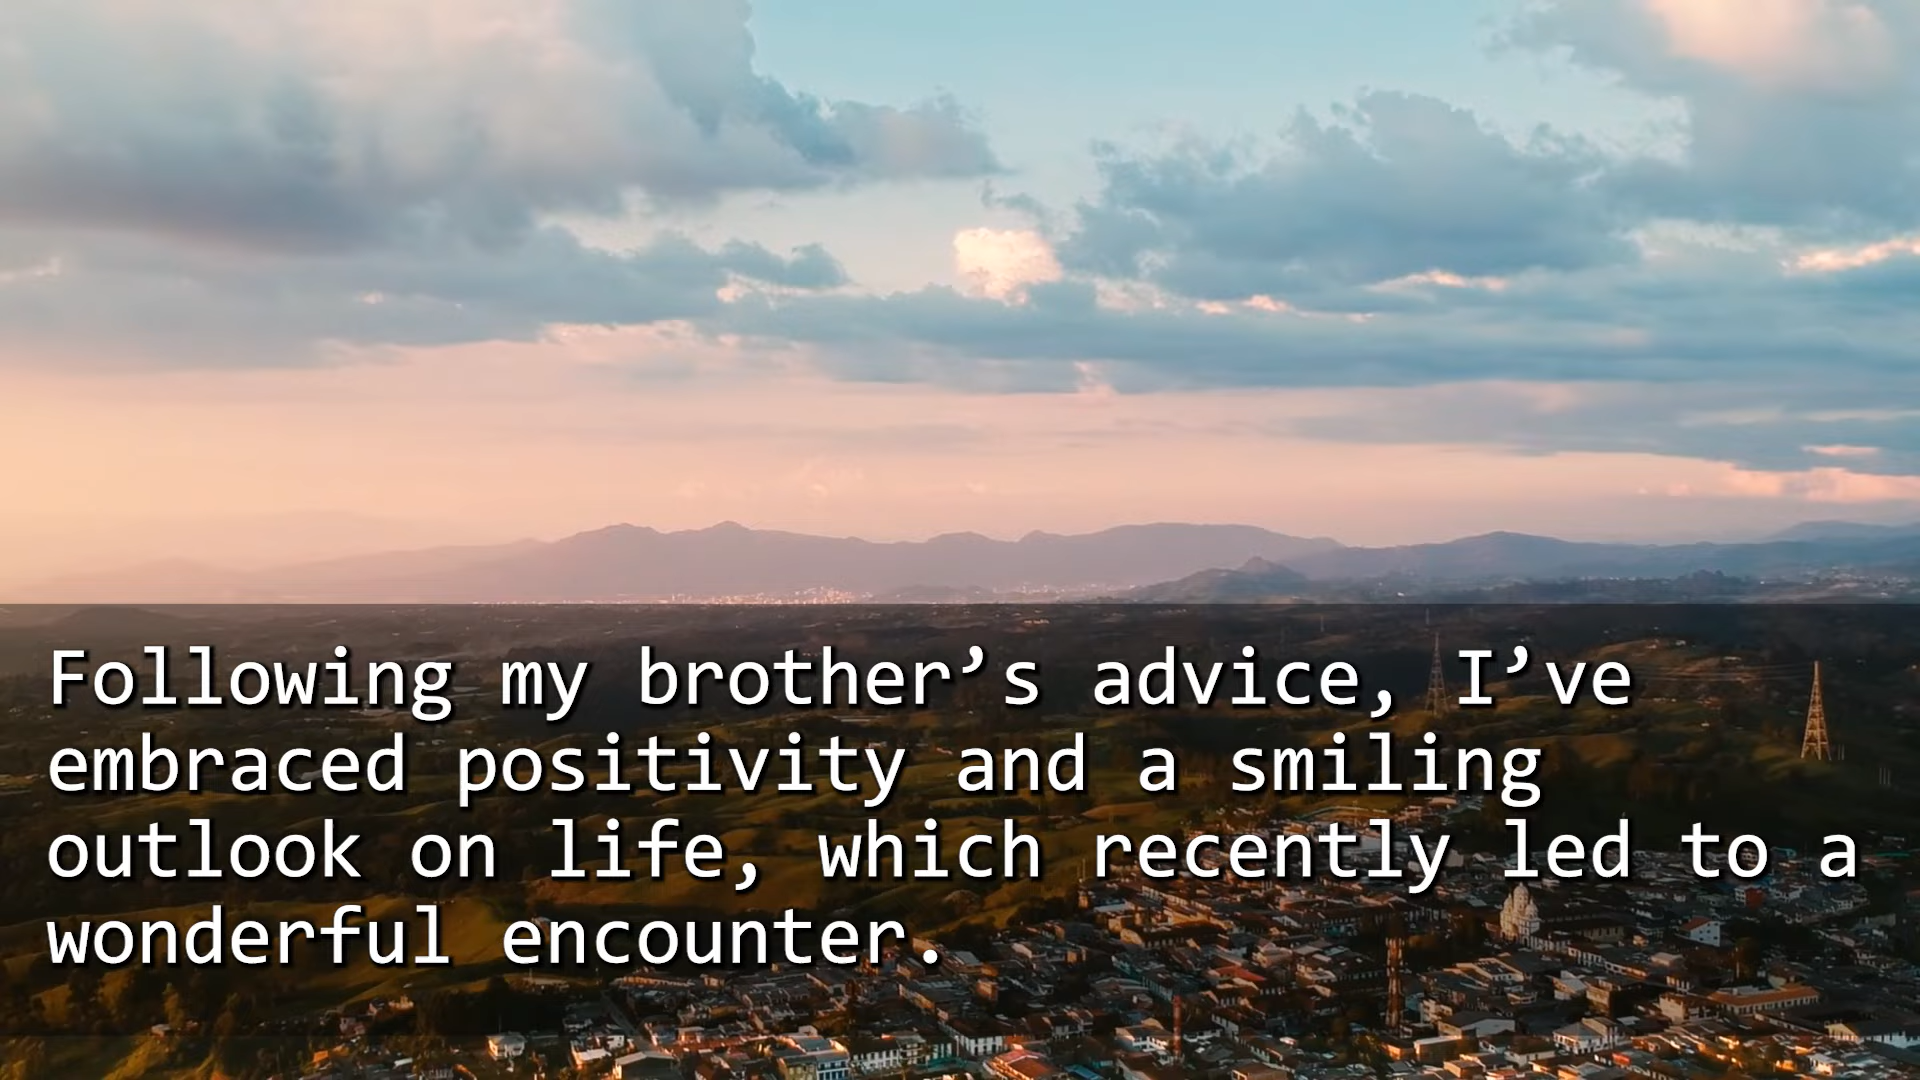 Following my brother’s advice, I’ve
embraced positivity and a smiling
outlook on life, which recently led to a
wonderful encounter.